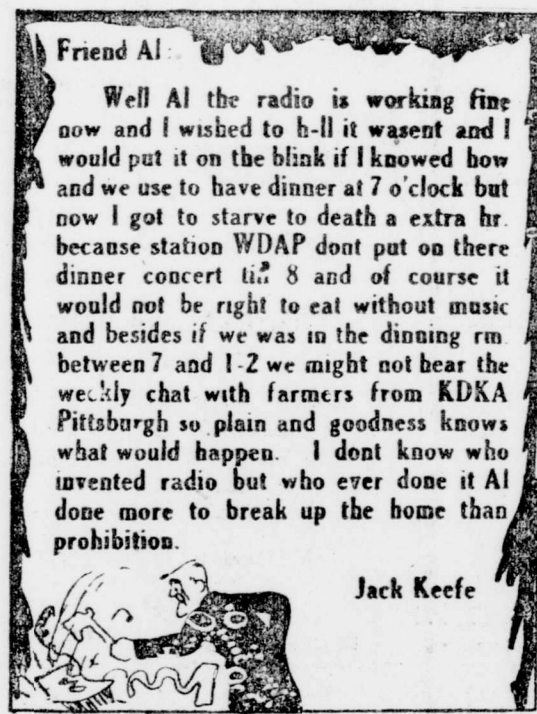 Friend Al:
Well Al the radio is working fine
now and I wished to h-ll it wasent and I
would put it on the blink if I knowed how
and we use to have dinner at 7 o'clock but
now I got to starve to death a extra hr.
because station WDAP dont put on there
dinner concert till 8 and of course it
would not be right to eat without music
and besides if we was in the dinning rm.
between 7 and 1-2 we might not hear the
weekly chat with farmers from KDKA
Pittsburgh so plain and goodness knows
what would happen. I dont know who
invented radio but who ever done it Al
done more to break up the home than
prohibition.
Jack Keefe